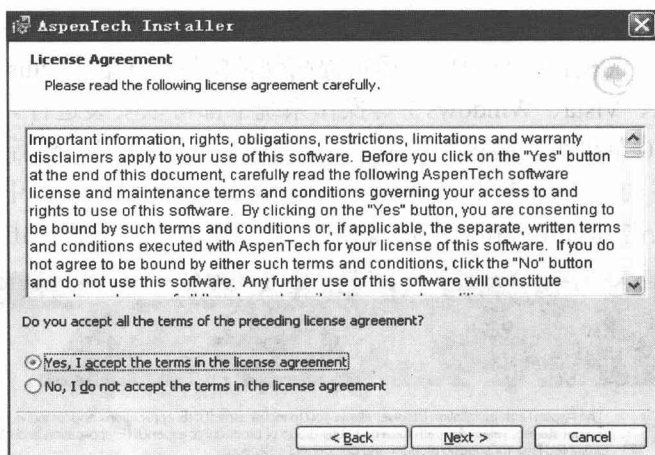 AspenTech Installer
License Agreement
Please read the following license agreement carefully.
Important information, rights, obligations, restrictions, limitations and warranty
disclaimers apply to your use of this software. Before you click on the "Yes" button
at the end of this document, carefully read the following AspenTech software
license and maintenance terms and conditions governing your access to and
rights to use of this software. By clicking on the "Yes" button, you are consenting to
be bound by such terms and conditions or, if applicable, the separate, written terms
and conditions executed with AspenTech for your license of this software. If you do
not agree to be bound by either such terms and conditions, click the "No" button
and do not use this software. Any further use of this software will constitute
Do you accept all the terms of the preceding license agreement?
Yes, I accept the terms in the license agreement
No, I do not accept the terms in the license agreement
< Back
Next >
Cancel